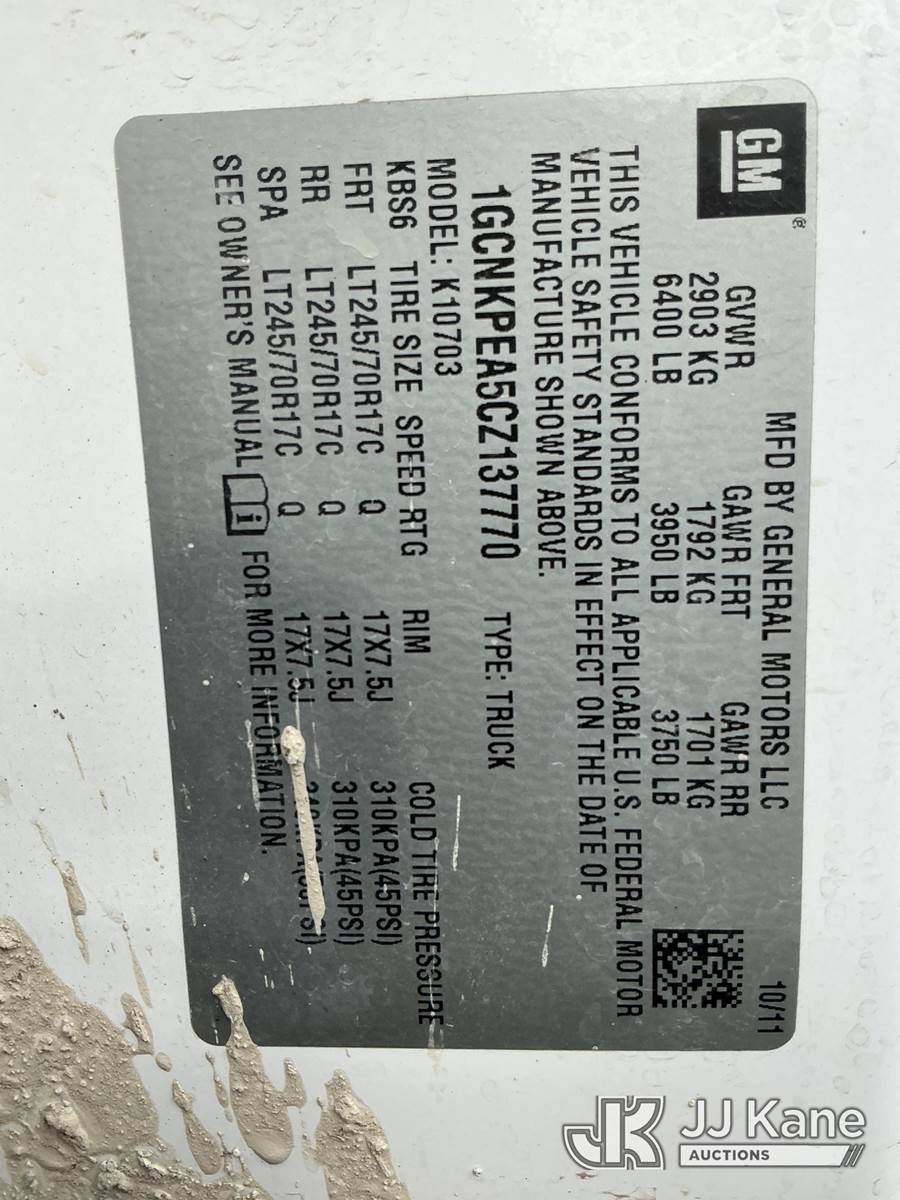 GM
®
MFD BY GENERAL MOTORS LLC 10/11
GVWR GAWR FRT GAWR RR
2903 KG 1792 KG 1701 KG
6400 LB 3950 LB 3750 LB
THIS VEHICLE CONFORMS TO ALL APPLICABLE U.S. FEDERAL MOTOR
VEHICLE SAFETY STANDARDS IN EFFECT ON THE DATE OF
MANUFACTURE SHOWN ABOVE.
1GCNKPEA5CZ137770 TYPE: TRUCK
MODEL: K10703
KBS6 TIRE SIZE SPEED RTG RIM COLD TIRE PRESSURE
FRT LT245/70R17C Q 17X7.5J 310KPA(45PSI)
RR LT245/70R17C Q 17X7.5J 310KPA(45PSI)
SPA LT245/70R17C Q 17X7.5J
SEE OWNER'S MANUAL i FOR MORE INFORMATION.
JK JJ Kane
AUCTIONS